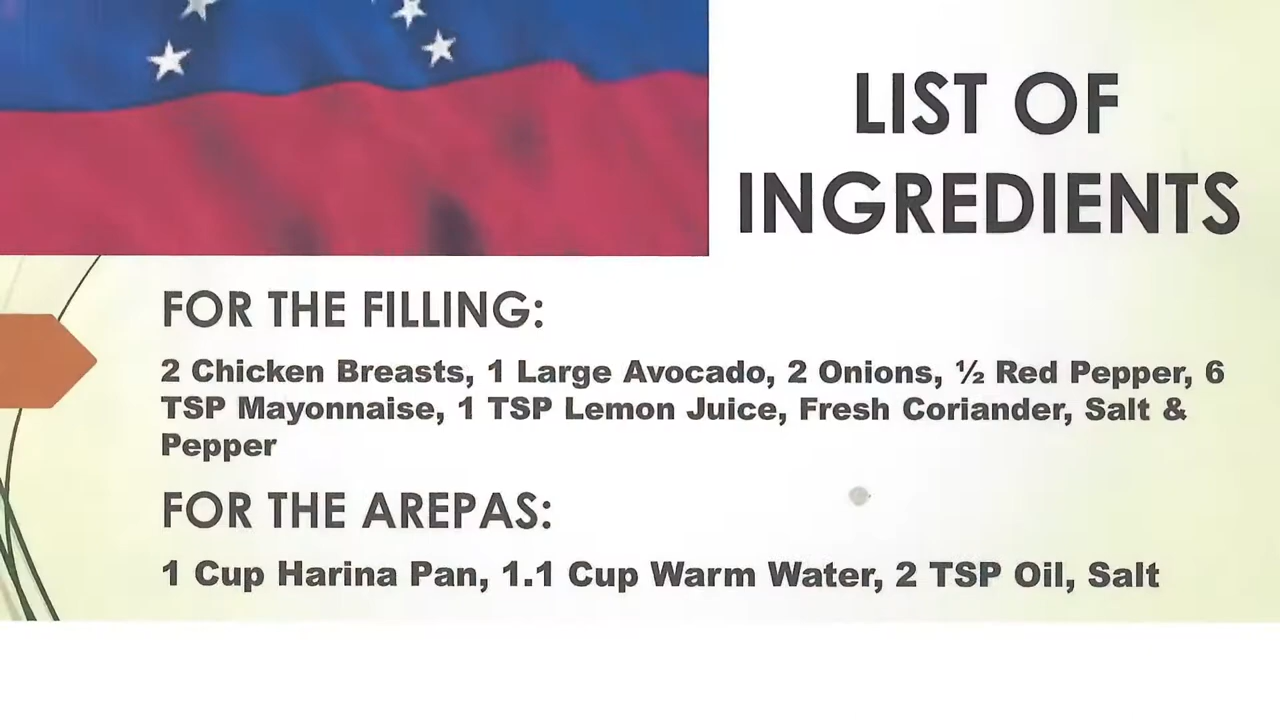 LIST OF
INGREDIENTS
FOR THE FILLING:
2 Chicken Breasts, 1 Large Avocado, 2 Onions, ½ Red Pepper, 6
TSP Mayonnaise, 1 TSP Lemon Juice, Fresh Coriander, Salt &
Pepper
FOR THE AREPAS:
1 Cup Harina Pan, 1.1 Cup Warm Water, 2 TSP Oil, Salt